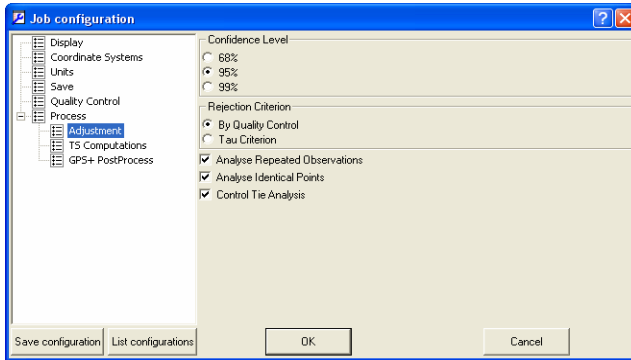 Job configuration
Display
Coordinate Systems
Units
Save
Quality Control
Process
Adjustment
TS Computations
GPS+ PostProcess
Confidence Level
68%
95%
99%
Rejection Criterion
By Quality Control
Tau Criterion
Analyse Repeated Observations
Analyse Identical Points
Control Tie Analysis
Save configuration
List configurations
OK
Cancel